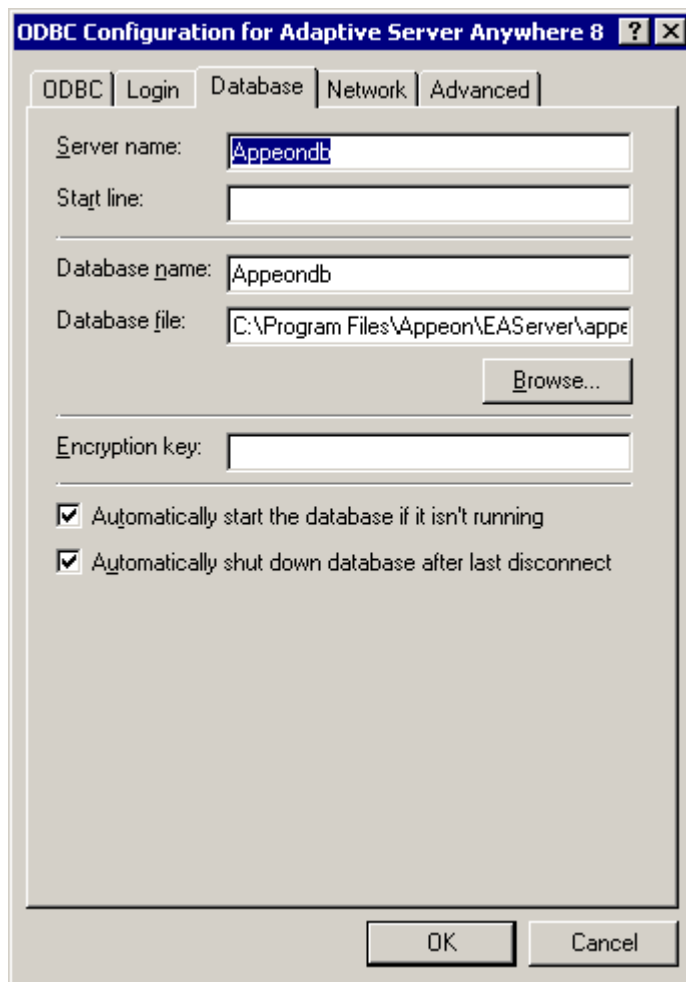 ODBC Configuration for Adaptive Server Anywhere 8 ? X
ODBC Login Database Network Advanced
Server name: Appeondb
Start line:
Database name: Appeondb
Database file: C:\Program Files\Appeon\EAServer\appe
Browse...
Encryption key:
Automatically start the database if it isn't running
Automatically shut down database after last disconnect
OK Cancel